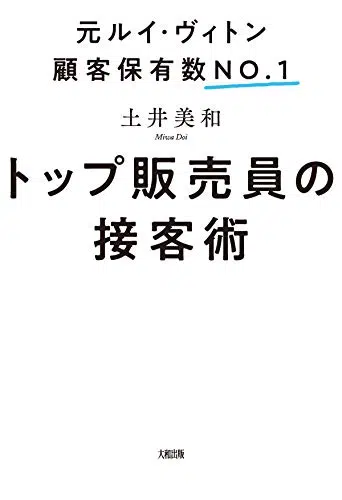 元ルイ・ヴィトン
顧客保有数NO.1
土井美和
Miwa Doi
トップ販売員の
接客術
大和出版